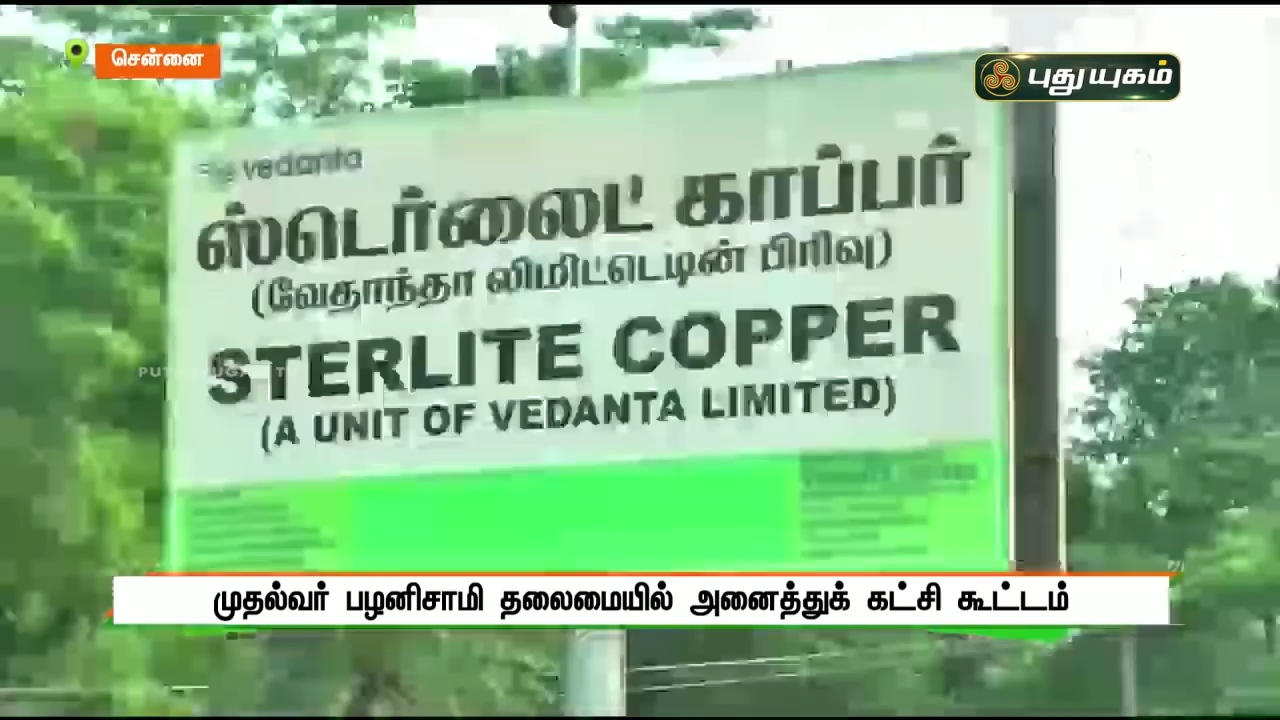 சென்னை
புதுயுகம்
vedanta
ஸ்டெர்லைட் காப்பர்
(வேதாந்தா லிமிட்டெடின் பிரிவு)
STERLITE COPPER
(A UNIT OF VEDANTA LIMITED)
முதல்வர் பழனிசாமி தலைமையில் அனைத்துக் கட்சி கூட்டம்